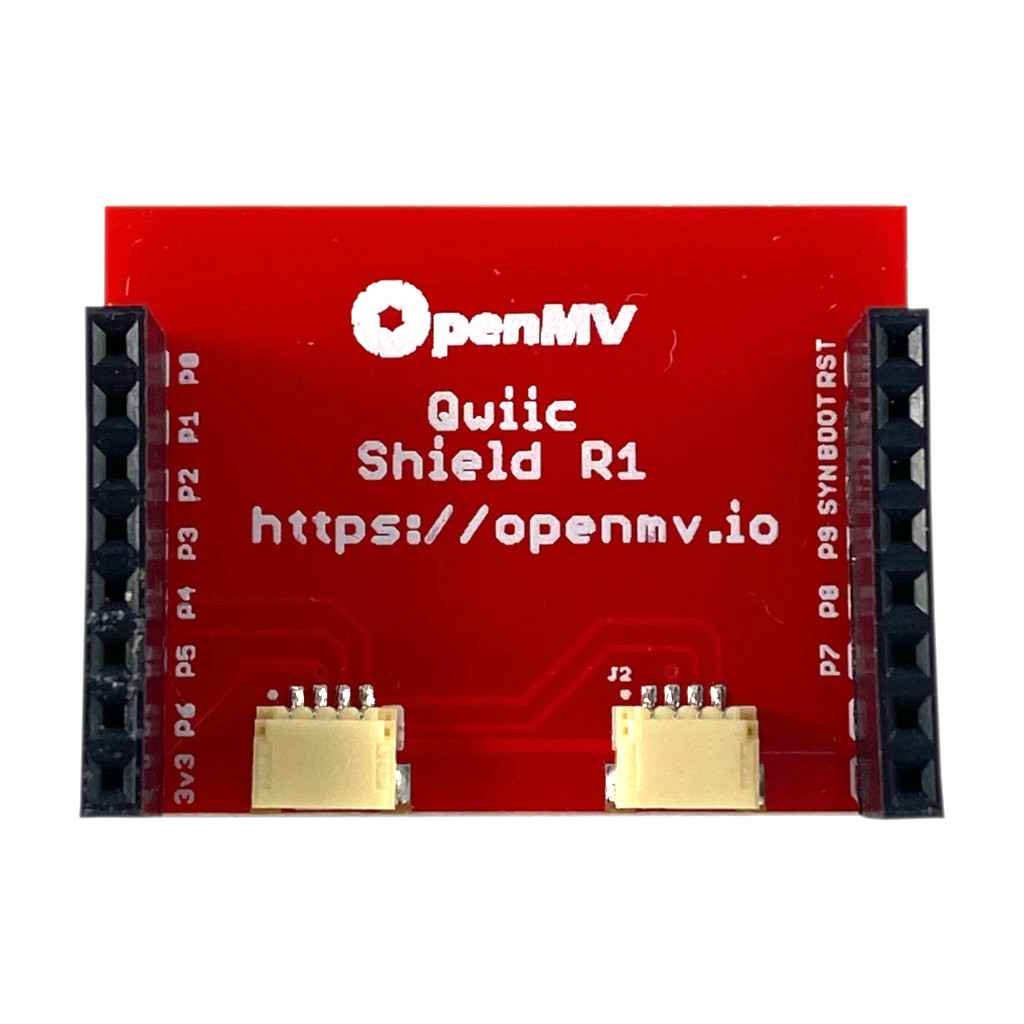 OpenMV
Qwiic
Shield R1
https://openmv.io
P0
P1
P2
P3
P4
P5
P6
3v3
RST
BOOT
SYN
P9
P8
P7
J2